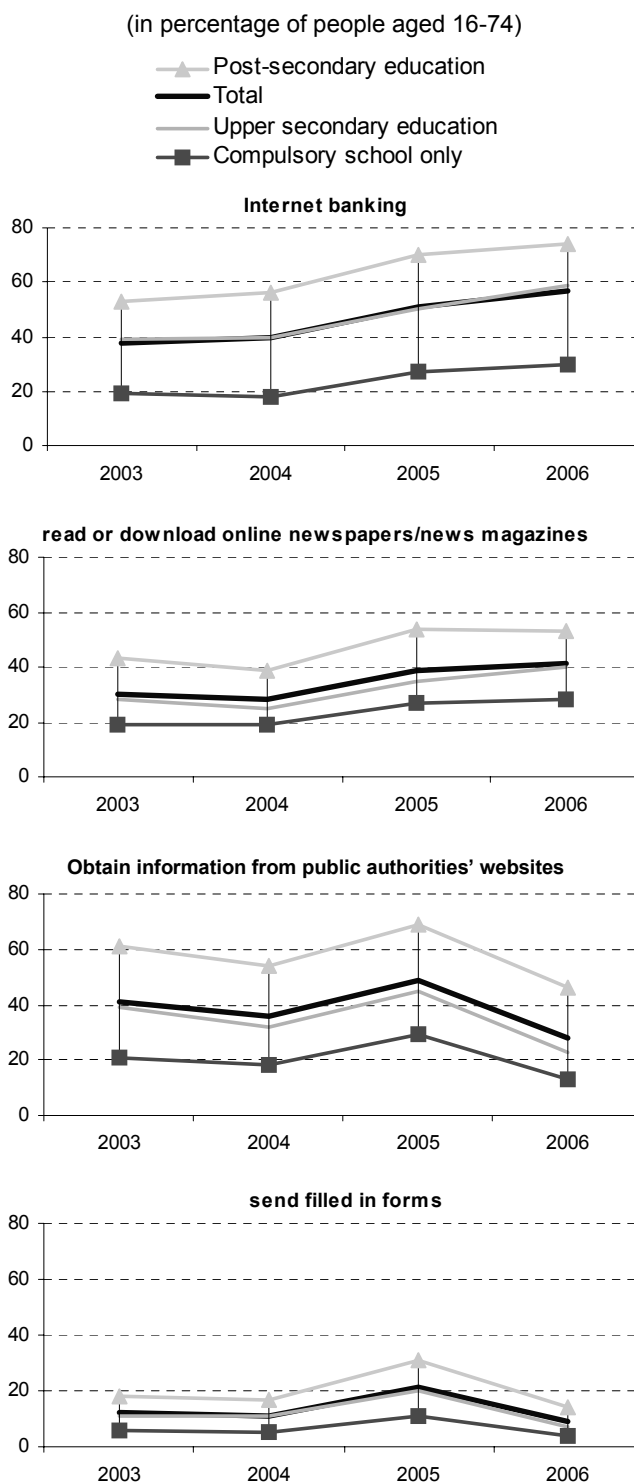 (in percentage of people aged 16-74)
Post-secondary education
Total
Upper secondary education
Compulsory school only
Internet banking
80
60
40
20
0
2003 2004 2005 2006
read or download online newspapers/news magazines
80
60
40
20
0
2003 2004 2005 2006
Obtain information from public authorities’ websites
80
60
40
20
0
2003 2004 2005 2006
send filled in forms
80
60
40
20
0
2003 2004 2005 2006